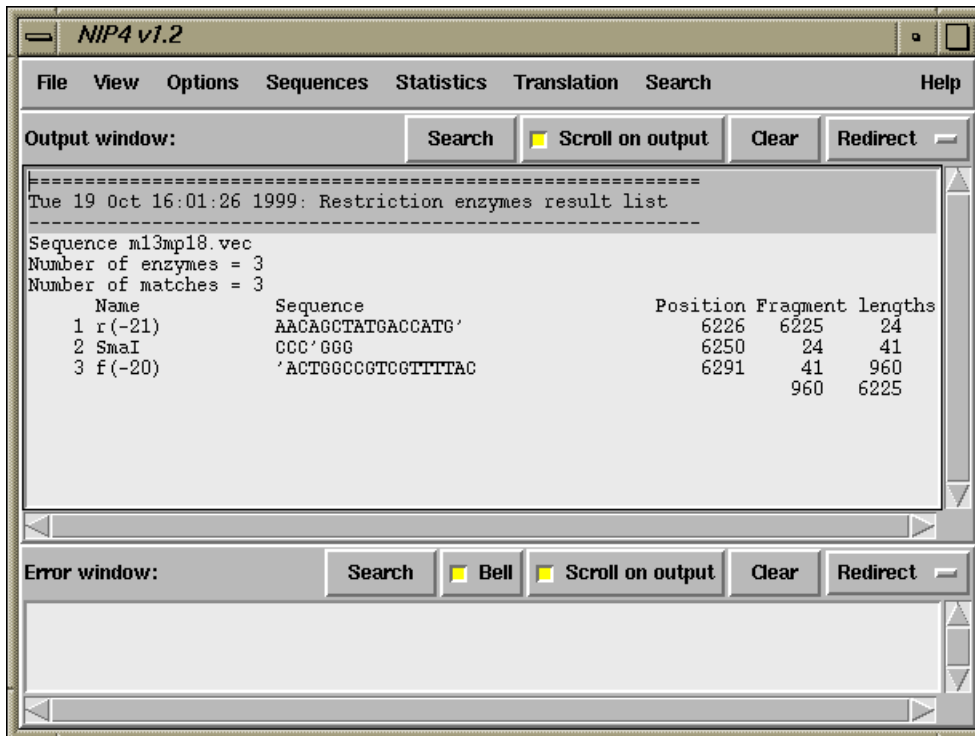 NIP4 v1.2
File View Options Sequences Statistics Translation Search Help
Output window: Search Scroll on output Clear Redirect
============================================================
Tue 19 Oct 16:01:26 1999: Restriction enzymes result list
------------------------------------------------------------
Sequence m13mp18.vec
Number of enzymes = 3
Number of matches = 3
Name Sequence Position Fragment lengths
1 r(-21) AACAGCTATGACCATG' 6226 6225 24
2 SmaI CCC'GGG 6250 24 41
3 f(-20) 'ACTGGCCGTCGTTTTAC 6291 41 960
960 6225
Error window: Search Bell Scroll on output Clear Redirect